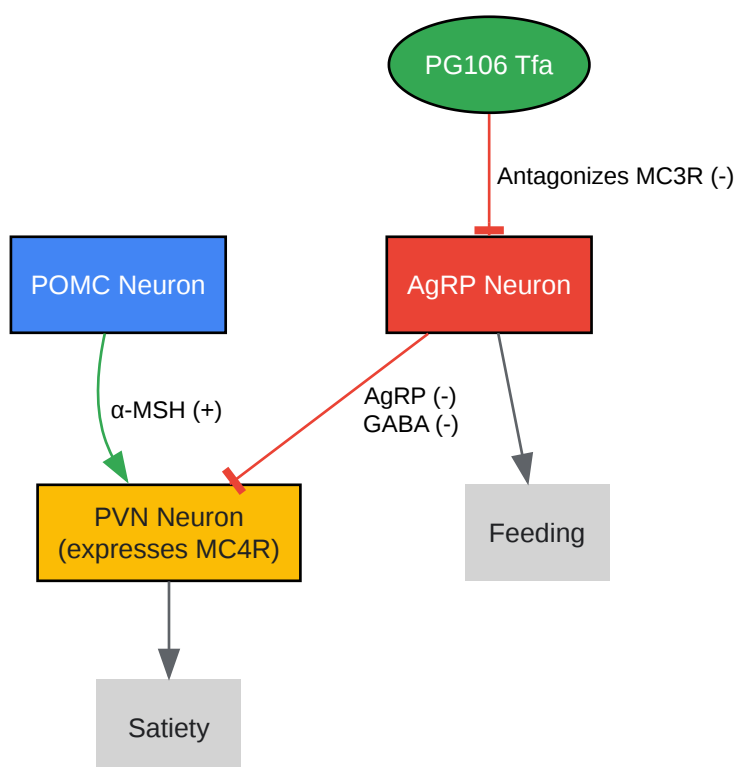 PG106 Tfa
Antagonizes MC3R (-)
POMC Neuron
AgRP Neuron
α-MSH (+)
AgRP (-)
GABA (-)
PVN Neuron
(expresses MC4R)
Feeding
Satiety